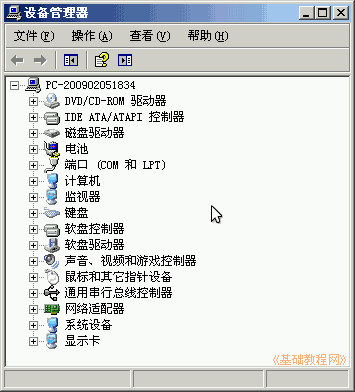 设备管理器
文件(F) 操作(A) 查看(V) 帮助(H)
PC-200902051834
DVD/CD-ROM 驱动器
IDE ATA/ATAPI 控制器
磁盘驱动器
电池
端口 (COM 和 LPT)
计算机
监视器
键盘
软盘控制器
软盘驱动器
声音、视频和游戏控制器
鼠标和其它指针设备
通用串行总线控制器
网络适配器
系统设备
显示卡
《基础教程网》